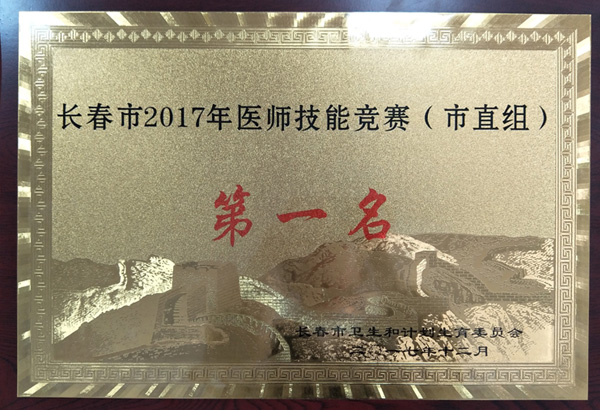 长春市2017年医师技能竞赛（市直组）
第一名
长春市卫生和计划生育委员会
二〇一七年十二月